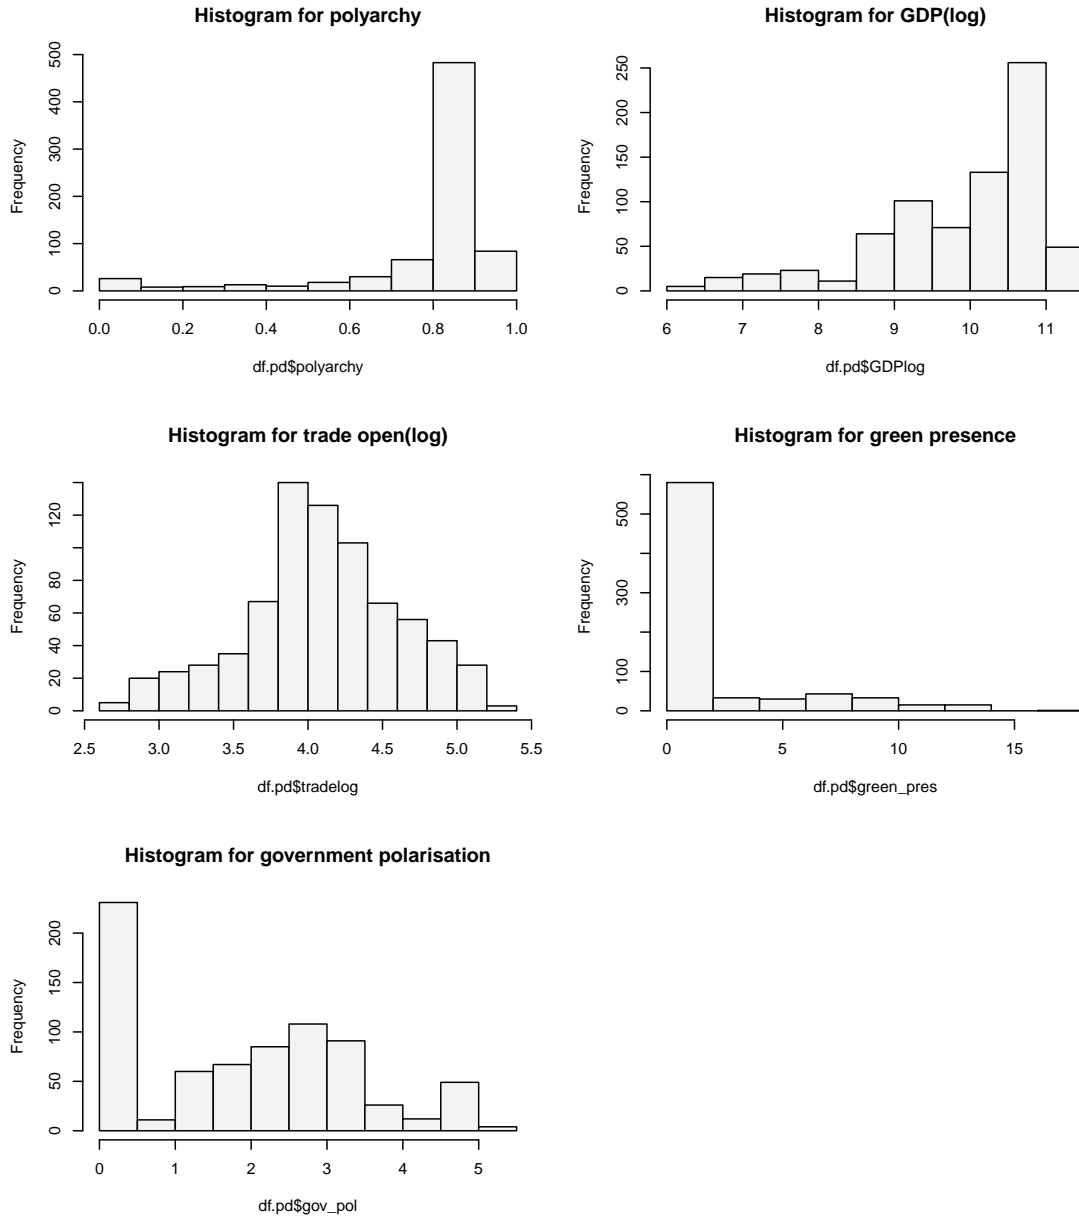 Histogram for polyarchy
Frequency
0 100 200 300 400 500
0.0 0.2 0.4 0.6 0.8 1.0
df.pd$polyarchy
Histogram for GDP(log)
Frequency
0 50 100 150 200 250
6 7 8 9 10 11
df.pd$GDPlog
Histogram for trade open(log)
Frequency
0 20 40 60 80 120
2.5 3.0 3.5 4.0 4.5 5.0 5.5
df.pd$tradelog
Histogram for green presence
Frequency
0 100 300 500
0 5 10 15
df.pd$green_pres
Histogram for government polarisation
Frequency
0 50 100 150 200
0 1 2 3 4 5
df.pd$gov_pol